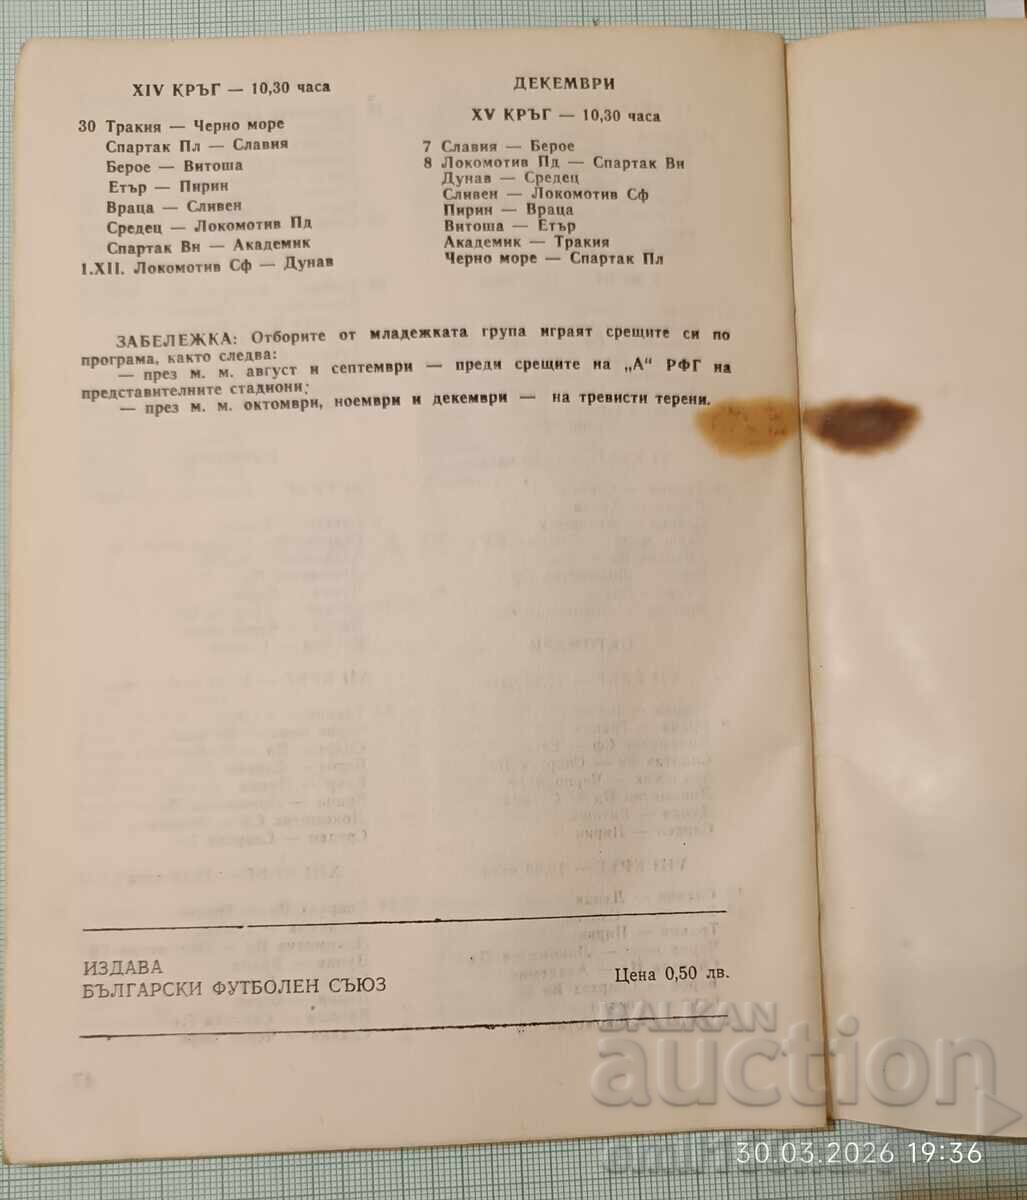 XIV КРЪГ — 10,30 часа
30 Тракия — Черно море
Спартак Пл — Славия
Берое — Витоша
Етър — Пирин
Враца — Сливен
Средец — Локомотив Пд
Спартак Вн — Академик
1.XII. Локомотив Сф — Дунав
ДЕКЕМВРИ
XV КРЪГ — 10,30 часа
7 Славия — Берое
8 Локомотив Пд — Спартак Вн
Дунав — Средец
Сливен — Локомотив Сф
Пирин — Враца
Витоша — Етър
Академик — Тракия
Черно море — Спартак Пл
ЗАБЕЛЕЖКА: Отборите от младежката група играят срещите си по
програма, както следва:
— през м. м. август и септември — преди срещите на „А" РФГ на
представителните стадиони;
— през м. м. октомври, ноември и декември — на тревисти терени.
ИЗДАВА
БЪЛГАРСКИ ФУТБОЛЕН СЪЮЗ
Цена 0,50 лв.
BALKAN
auction
30.03.2026 19:36